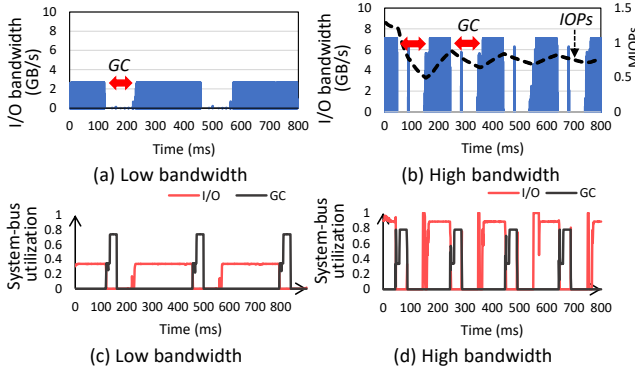 I/O bandwidth
(GB/s)
10
8
6
4
2
0
GC
0 100 200 300 400 500 600 700 800
Time (ms)
(a) Low bandwidth
I/O bandwidth
(GB/s)
10
8
6
4
2
0
GC
GC
IOPs
1.5
1
0.5
0
MIOPs
0 100 200 300 400 500 600 700 800
Time (ms)
(b) High bandwidth
I/O GC
System-bus
utilization
1
0.8
0.6
0.4
0.2
0
0 100 200 300 400 500 600 700 800
Time (ms)
(c) Low bandwidth
I/O GC
System-bus
utilization
1
0.8
0.6
0.4
0.2
0
0 100 200 300 400 500 600 700 800
Time (ms)
(d) High bandwidth